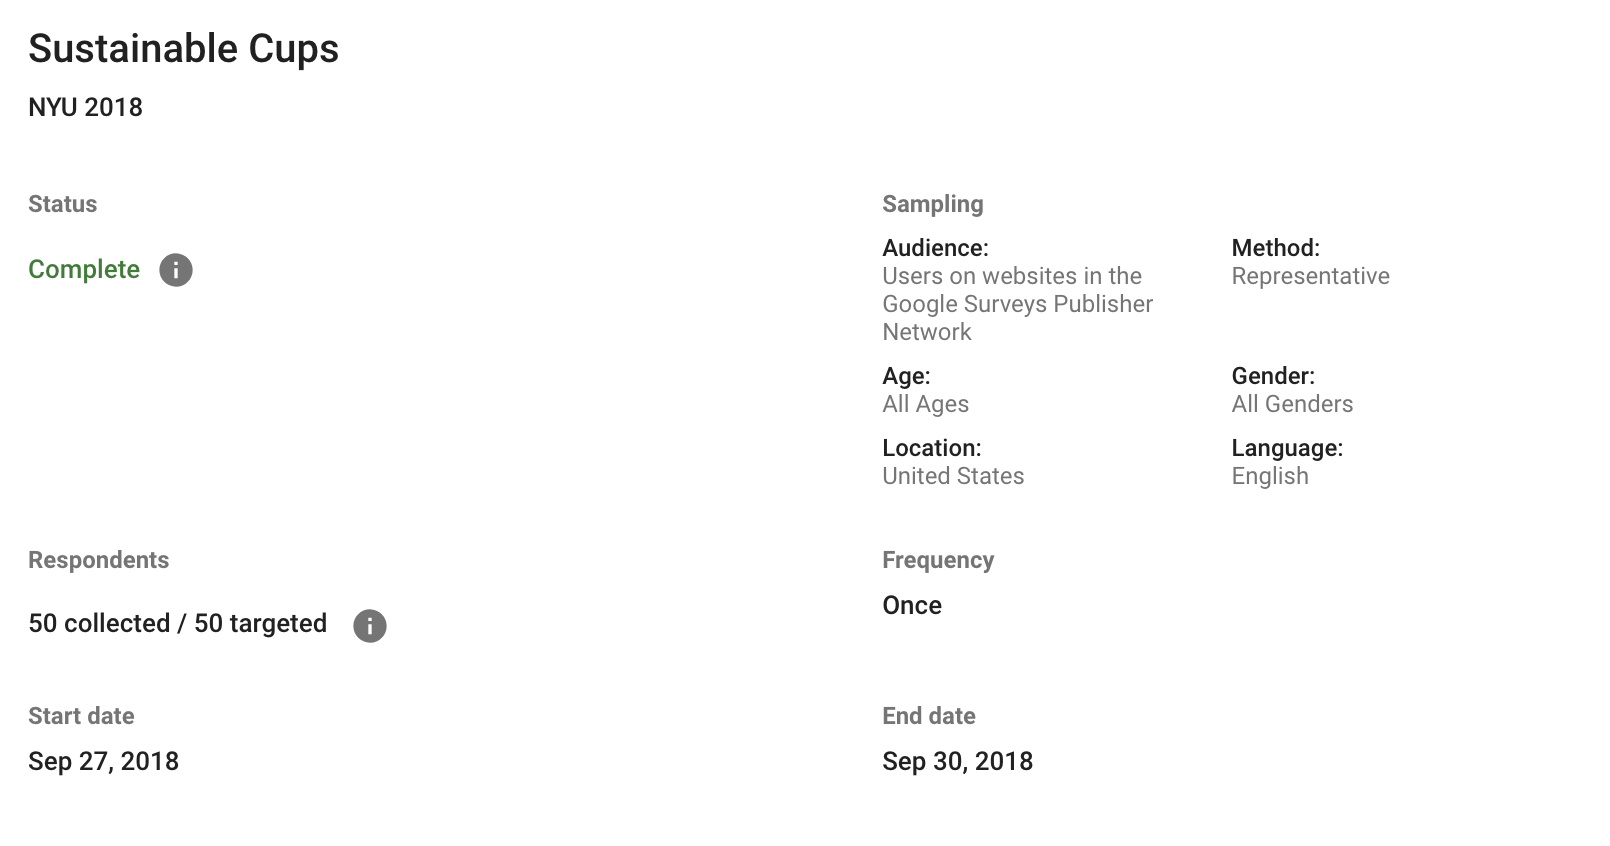 Sustainable Cups
NYU 2018
Status
Complete
Sampling
Audience:
Users on websites in the
Google Surveys Publisher
Network
Method:
Representative
Age:
All Ages
Gender:
All Genders
Location:
United States
Language:
English
Respondents
50 collected / 50 targeted
Frequency
Once
Start date
Sep 27, 2018
End date
Sep 30, 2018